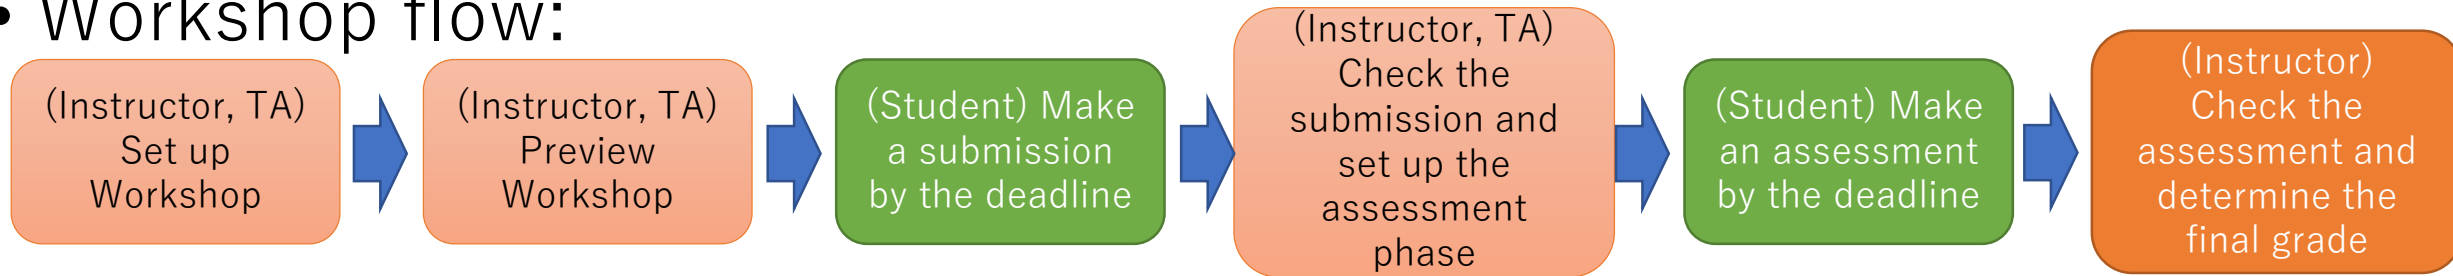 • Workshop flow:
(Instructor, TA)
Set up
Workshop
(Instructor, TA)
Preview
Workshop
(Student) Make
a submission
by the deadline
(Instructor, TA)
Check the
submission and
set up the
assessment
phase
(Student) Make
an assessment
by the deadline
(Instructor)
Check the
assessment and
determine the
final grade